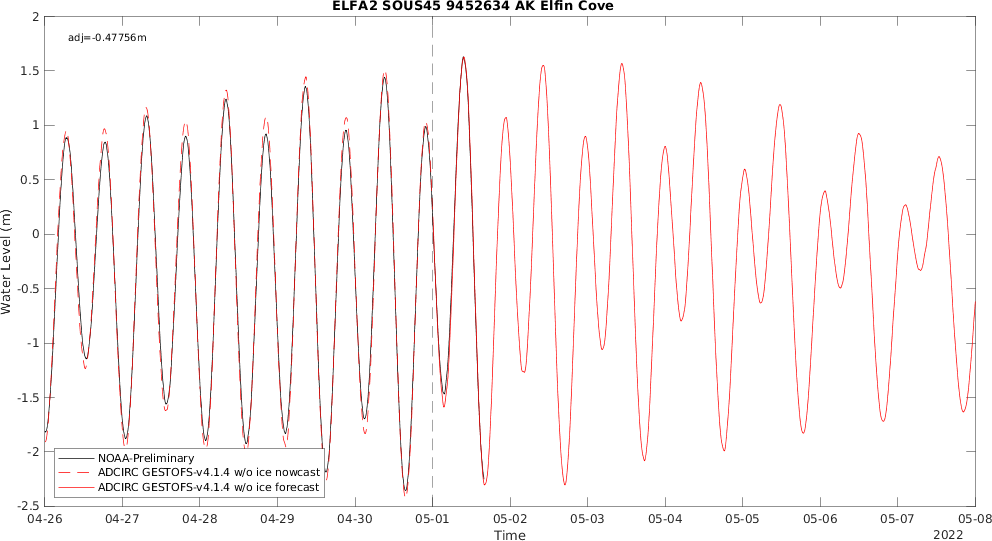 ELFA2 SOUS45 9452634 AK Elfin Cove
adj=-0.47756m
2
1.5
1
0.5
0
-0.5
-1
-1.5
-2
-2.5
Water Level (m)
NOAA-Preliminary
ADCIRC GESTOFS-v4.1.4 w/o ice nowcast
ADCIRC GESTOFS-v4.1.4 w/o ice forecast
04-26 04-27 04-28 04-29 04-30 05-01 05-02 05-03 05-04 05-05 05-06 05-07 05-08
Time
2022